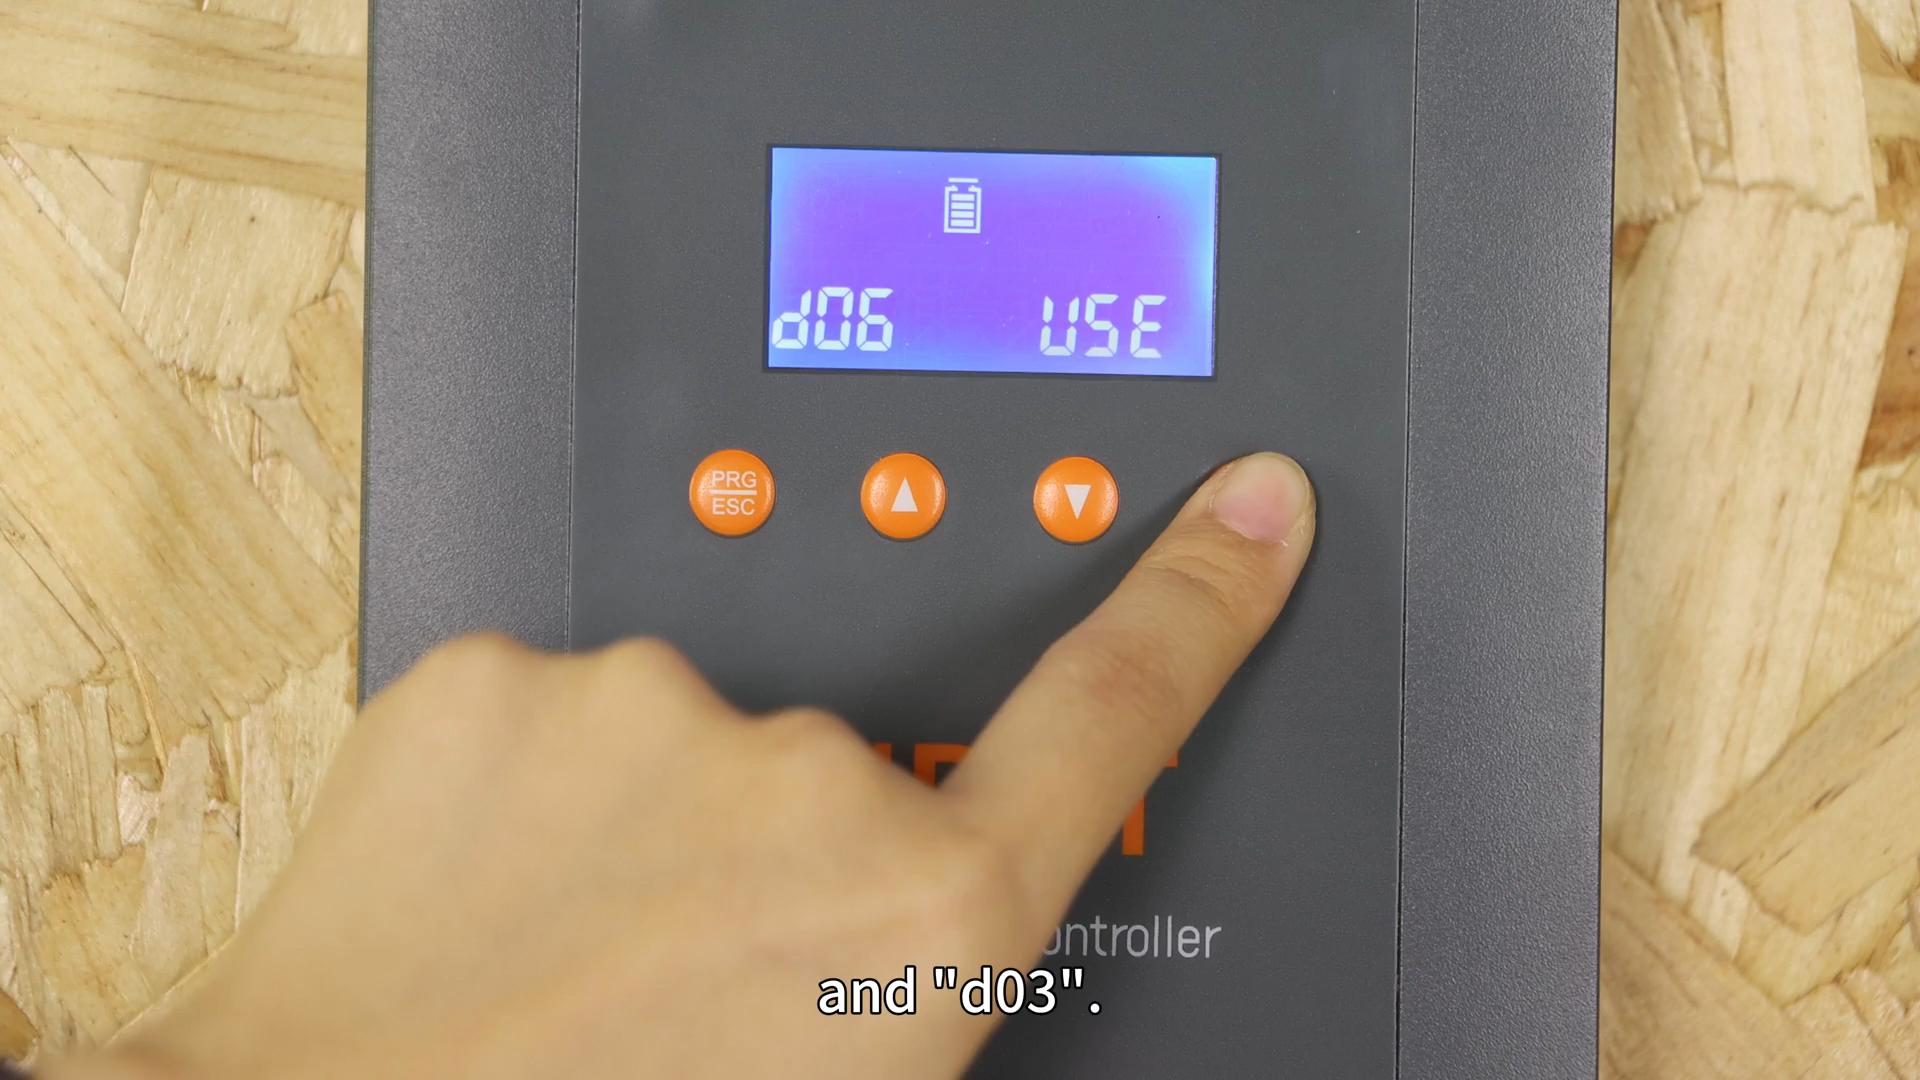 d06 USE
PRG
ESC
ontroller
and "d03".